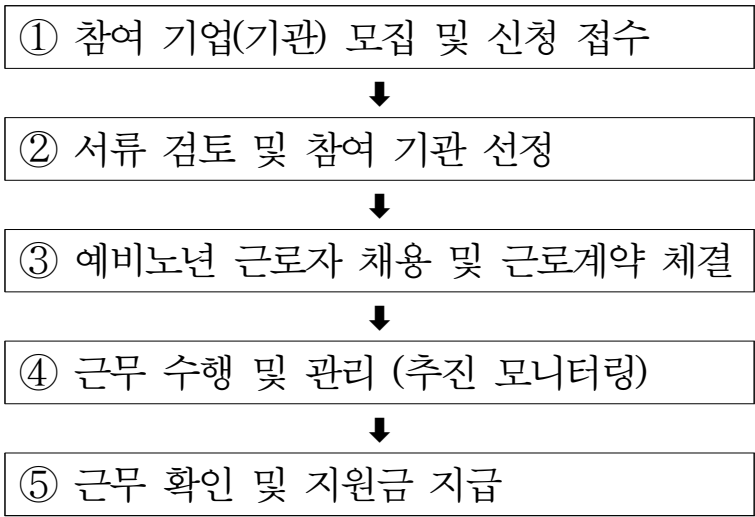 ① 참여 기업(기관) 모집 및 신청 접수
② 서류 검토 및 참여 기관 선정
③ 예비노년 근로자 채용 및 근로계약 체결
④ 근무 수행 및 관리 (추진 모니터링)
⑤ 근무 확인 및 지원금 지급